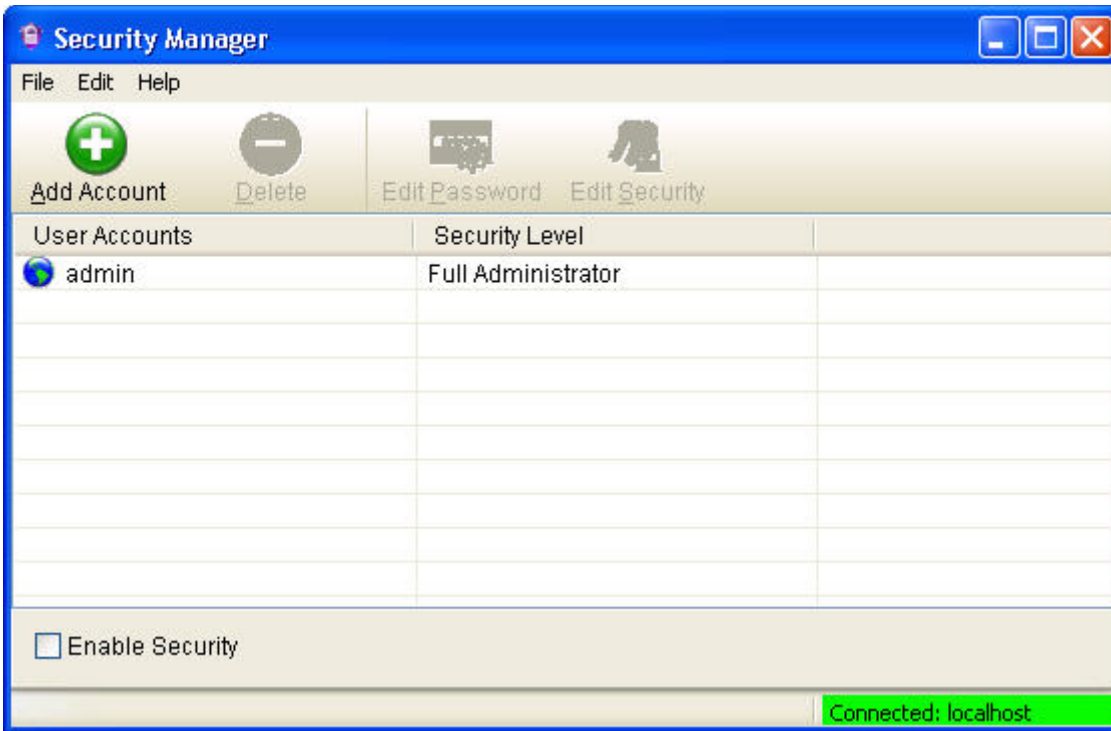 Security Manager
File Edit Help
Add Account Delete Edit Password Edit Security
User Accounts Security Level
admin Full Administrator
Enable Security
Connected: localhost